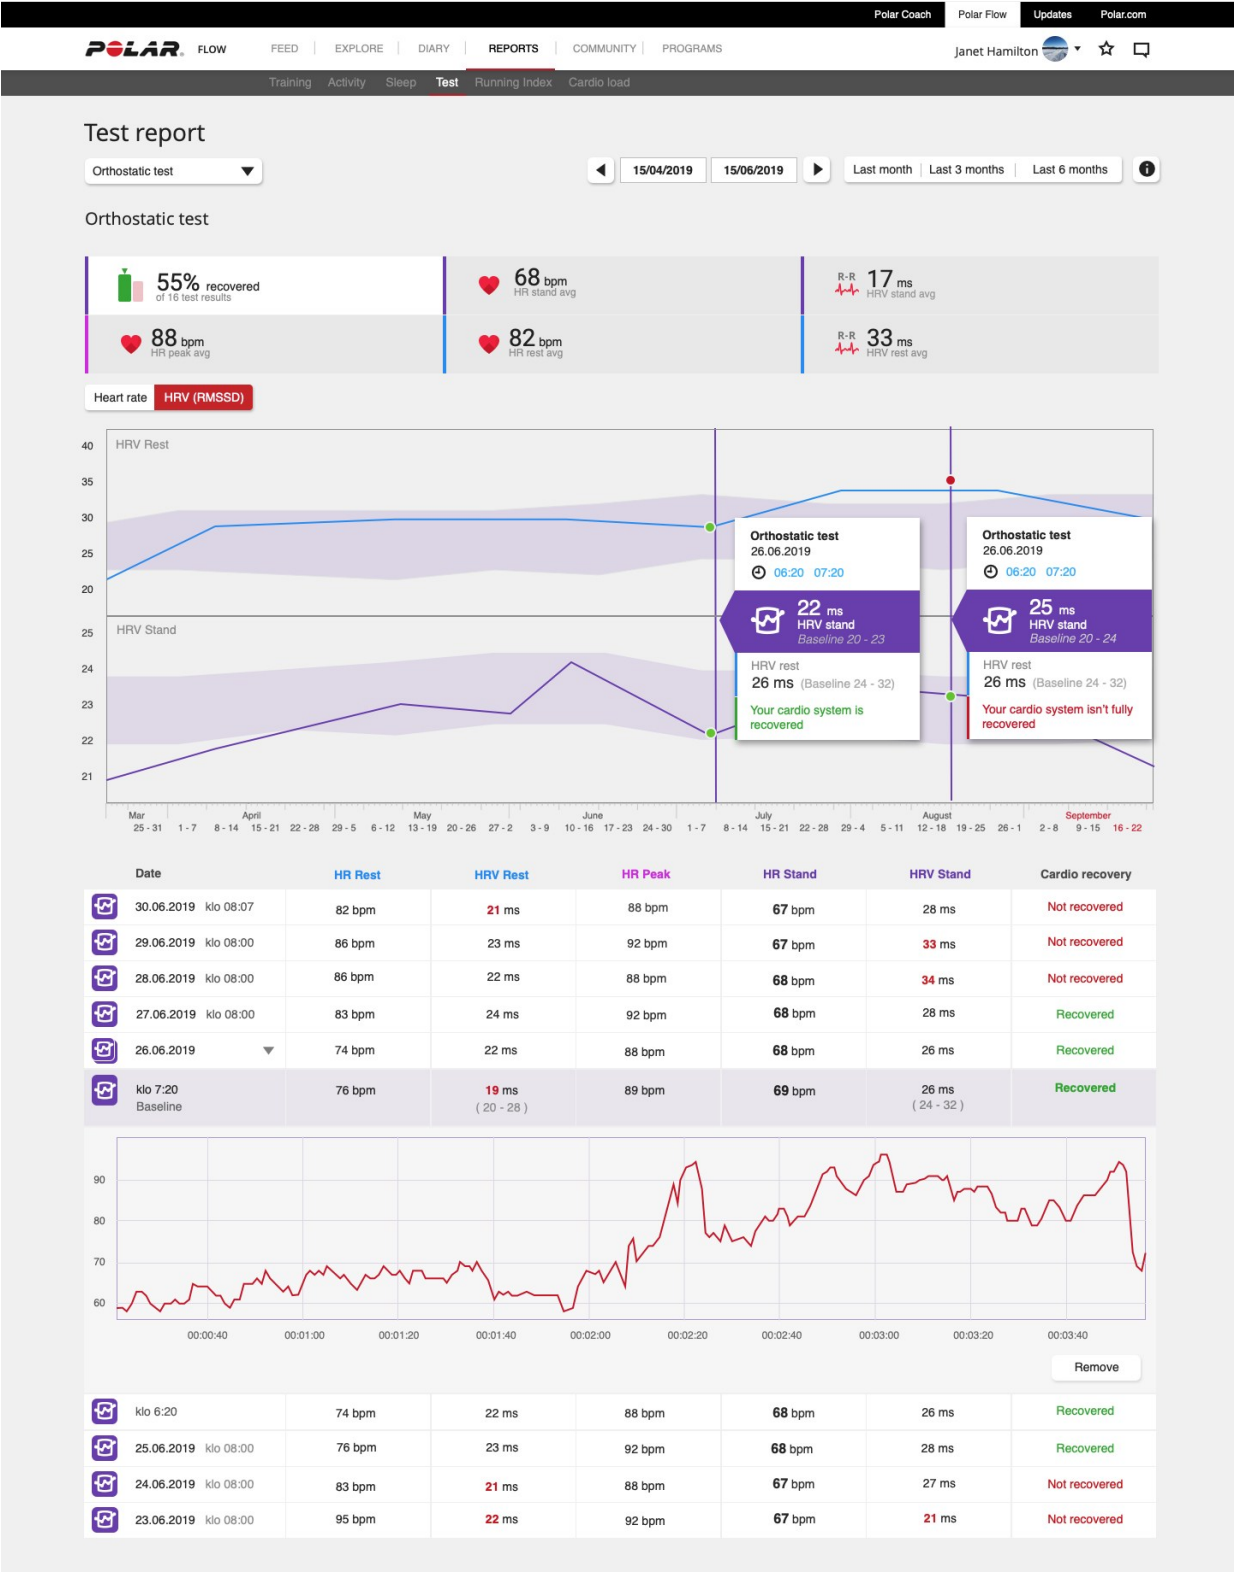 Polar Coach Polar Flow Updates Polar.com
POLAR. FLOW FEED EXPLORE DIARY REPORTS COMMUNITY PROGRAMS Janet Hamilton
Training Activity Sleep Test Running Index Cardio load
Test report
Orthostatic test 15/04/2019 15/06/2019 Last month Last 3 months Last 6 months
Orthostatic test
55% recovered
of 16 test results
68 bpm
HR stand avg
R-R 17 ms
HRV stand avg
88 bpm
HR peak avg
82 bpm
HR rest avg
R-R 33 ms
HRV rest avg
Heart rate HRV (RMSSD)
HRV Rest
40
35
30
25
20
HRV Stand
25
24
23
22
21
Orthostatic test
26.06.2019
06:20 07:20
22 ms
HRV stand
Baseline 20 - 23
HRV rest
26 ms (Baseline 24 - 32)
Your cardio system is
recovered
Orthostatic test
26.06.2019
06:20 07:20
25 ms
HRV stand
Baseline 20 - 24
HRV rest
26 ms (Baseline 24 - 32)
Your cardio system isn't fully
recovered
Mar April May June July August September
25 - 31 1 - 7 8 - 14 15 - 21 22 - 28 29 - 5 6 - 12 13 - 19 20 - 26 27 - 2 3 - 9 10 - 16 17 - 23 24 - 30 1 - 7 8 - 14 15 - 21 22 - 28 29 - 4 5 - 11 12 - 18 19 - 25 26 - 1 2 - 8 9 - 15 16 - 22
Date HR Rest HRV Rest HR Peak HR Stand HRV Stand Cardio recovery
30.06.2019 klo 08:07 82 bpm 21 ms 88 bpm 67 bpm 28 ms Not recovered
29.06.2019 klo 08:00 86 bpm 23 ms 92 bpm 67 bpm 33 ms Not recovered
28.06.2019 klo 08:00 86 bpm 22 ms 88 bpm 68 bpm 34 ms Not recovered
27.06.2019 klo 08:00 83 bpm 24 ms 92 bpm 68 bpm 28 ms Recovered
26.06.2019 74 bpm 22 ms 88 bpm 68 bpm 26 ms Recovered
klo 7:20 76 bpm 19 ms 89 bpm 69 bpm 26 ms Recovered
Baseline ( 20 - 28 ) ( 24 - 32 )
90
80
70
60
00:00:40 00:01:00 00:01:20 00:01:40 00:02:00 00:02:20 00:02:40 00:03:00 00:03:20 00:03:40
Remove
klo 6:20 74 bpm 22 ms 88 bpm 68 bpm 26 ms Recovered
25.06.2019 klo 08:00 76 bpm 23 ms 92 bpm 68 bpm 28 ms Recovered
24.06.2019 klo 08:00 83 bpm 21 ms 88 bpm 67 bpm 27 ms Not recovered
23.06.2019 klo 08:00 95 bpm 22 ms 92 bpm 67 bpm 21 ms Not recovered